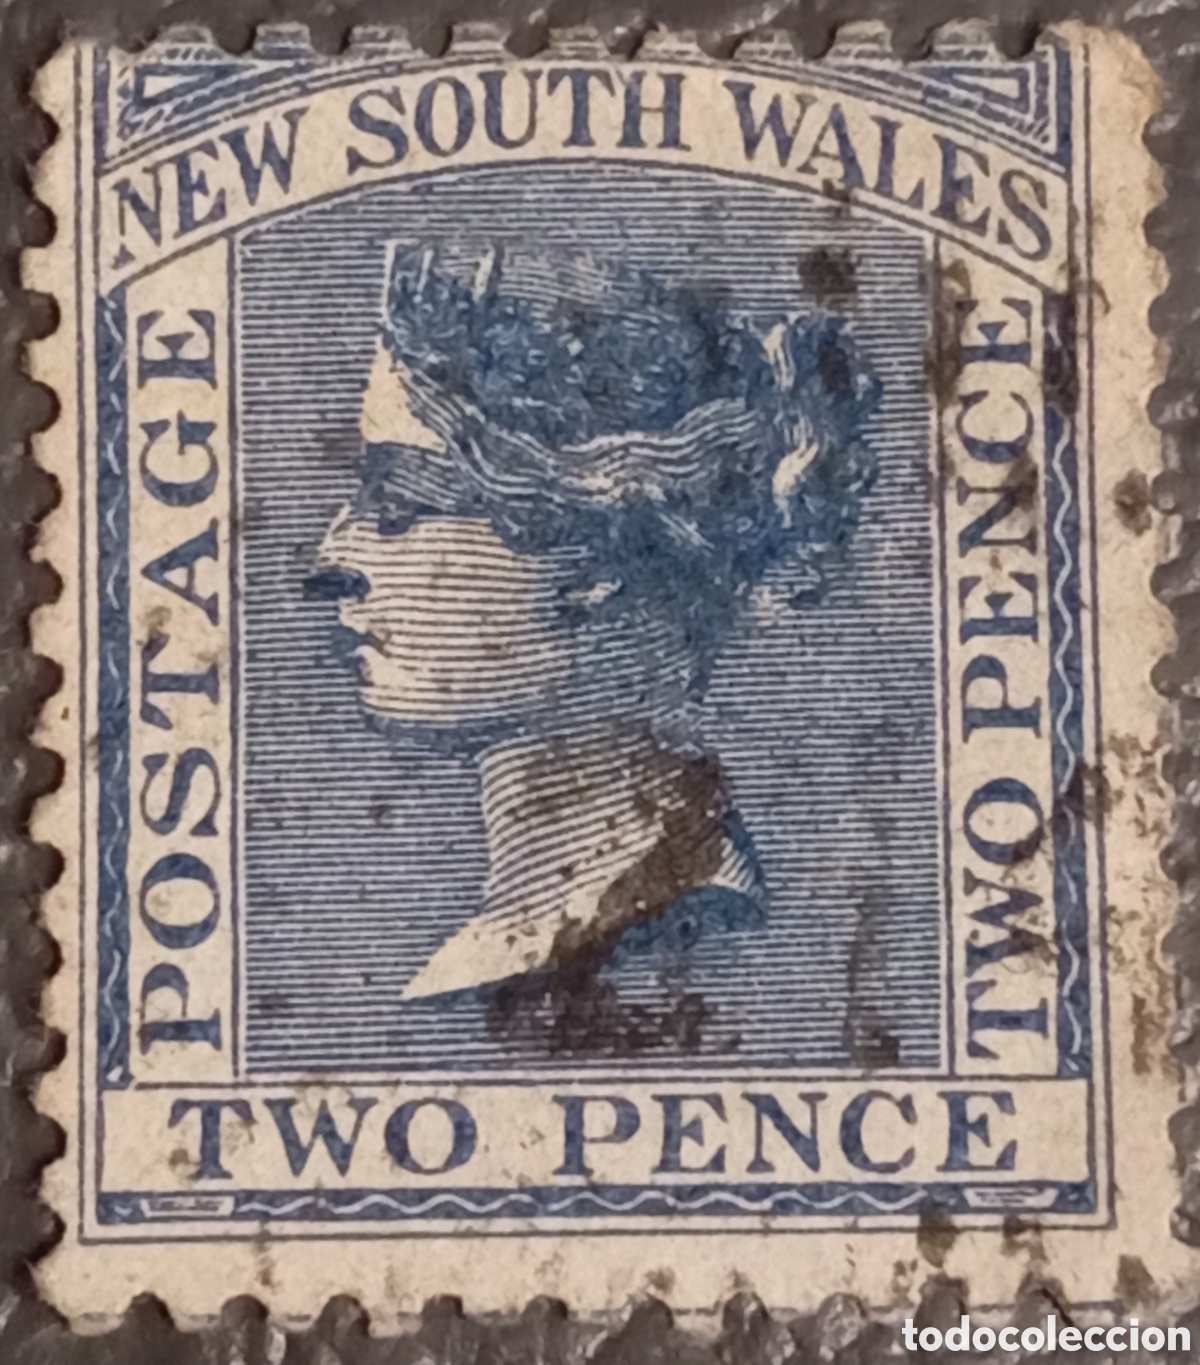 NEW SOUTH WALES
POSTAGE
TWO PENCE
TWO PENCE
todocoleccion